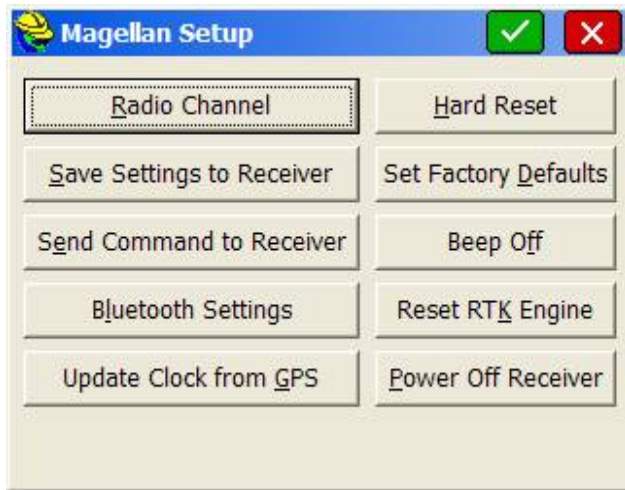 Magellan Setup
Radio Channel
Hard Reset
Save Settings to Receiver
Set Factory Defaults
Send Command to Receiver
Beep Off
Bluetooth Settings
Reset RTK Engine
Update Clock from GPS
Power Off Receiver